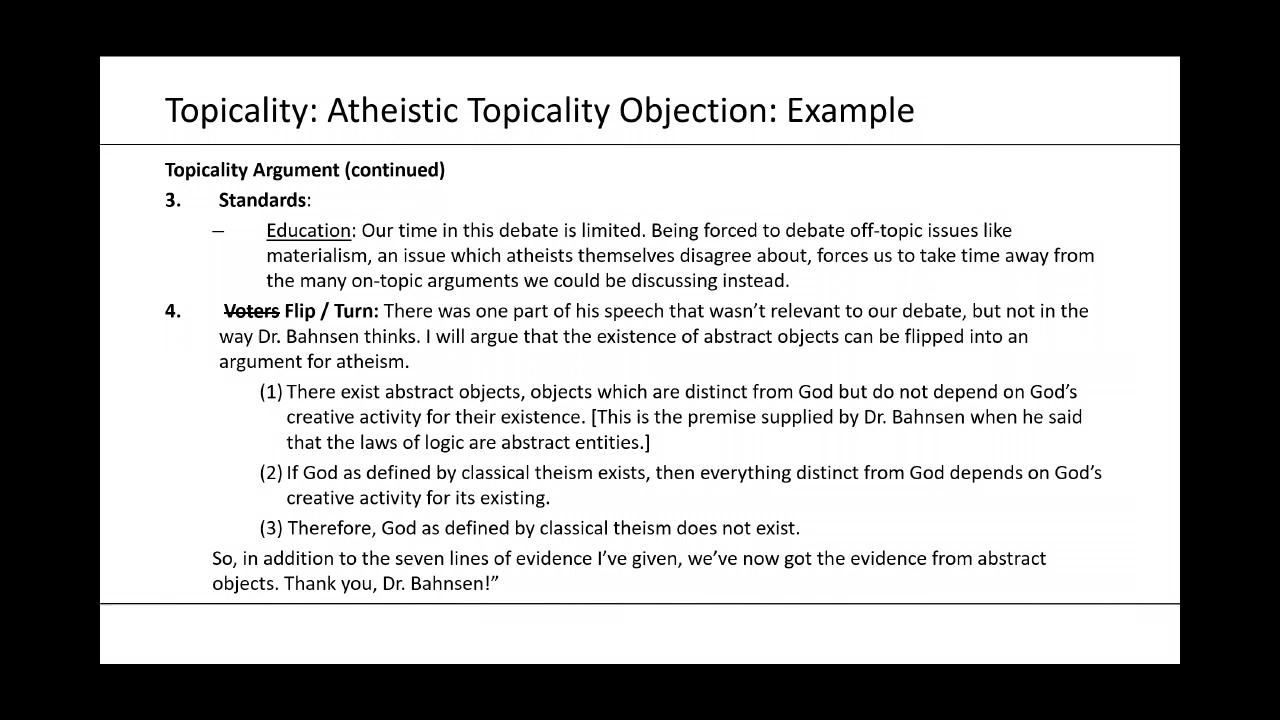 Topicality: Atheistic Topicality Objection: Example
Topicality Argument (continued)
3. Standards:
– Education: Our time in this debate is limited. Being forced to debate off-topic issues like
materialism, an issue which atheists themselves disagree about, forces us to take time away from
the many on-topic arguments we could be discussing instead.
4. Voters Flip / Turn: There was one part of his speech that wasn’t relevant to our debate, but not in the
way Dr. Bahnsen thinks. I will argue that the existence of abstract objects can be flipped into an
argument for atheism.
(1) There exist abstract objects, objects which are distinct from God but do not depend on God’s
creative activity for their existence. [This is the premise supplied by Dr. Bahnsen when he said
that the laws of logic are abstract entities.]
(2) If God as defined by classical theism exists, then everything distinct from God depends on God’s
creative activity for its existing.
(3) Therefore, God as defined by classical theism does not exist.
So, in addition to the seven lines of evidence I’ve given, we’ve now got the evidence from abstract
objects. Thank you, Dr. Bahnsen!”